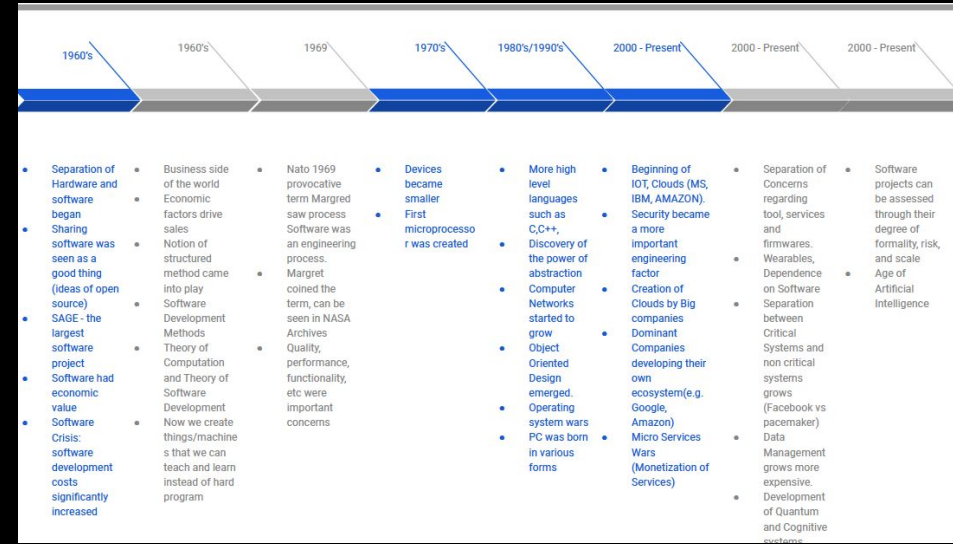 1960's
1960's
1969
1970's
1980's/1990's
2000 - Present
2000 - Present
2000 - Present
• Separation of
Hardware and
software
began
• Sharing
software was
seen as a
good thing
(ideas of open
source)
• SAGE - the
largest
software
project
• Software had
economic
value
• Software
Crisis:
software
development
costs
significantly
increased
• Business side
of the world
• Economic
factors drive
sales
• Notion of
structured
method came
into play
• Software
Development
Methods
• Theory of
Computation
and Theory of
Software
Development
• Now we create
things/machine
s that we can
teach and learn
instead of hard
program
• Nato 1969
provocative
term Margred
saw process
Software was
an engineering
process.
• Margret
coined the
term, can be
seen in NASA
Archives
• Quality,
performance,
functionality,
etc were
important
concerns
• Devices
became
smaller
• First
microprocesso
r was created
• More high
level
languages
such as
C,C++,
• Discovery of
the power of
abstraction
• Computer
Networks
started to
grow
• Object
Oriented
Design
emerged.
• Operating
system wars
• PC was born
in various
forms
• Beginning of
IOT, Clouds (MS,
IBM, AMAZON).
• Security became
a more
important
engineering
factor
• Creation of
Clouds by Big
companies
• Dominant
Companies
developing their
own
ecosystem(e.g.
Google,
Amazon)
• Micro Services
Wars
(Monetization of
Services)
• Separation of
Concerns
regarding
tool, services
and
firmwares.
• Wearables,
Dependence
on Software
• Separation
between
Critical
Systems and
non critical
systems
grows
(Facebook vs
pacemaker)
• Data
Management
grows more
expensive.
• Development
of Quantum
and Cognitive
systems
• Software
projects can
be assessed
through their
degree of
formality, risk,
and scale
• Age of
Artificial
Intelligence